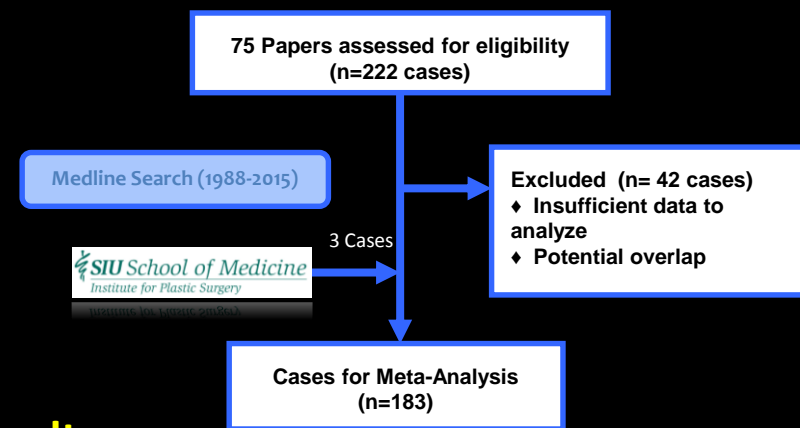 75 Papers assessed for eligibility
(n=222 cases)
Medline Search (1988-2015)
Excluded (n= 42 cases)
♦ Insufficient data to
analyze
♦ Potential overlap
3 Cases
SIU School of Medicine
Institute for Plastic Surgery
Cases for Meta-Analysis
(n=183)